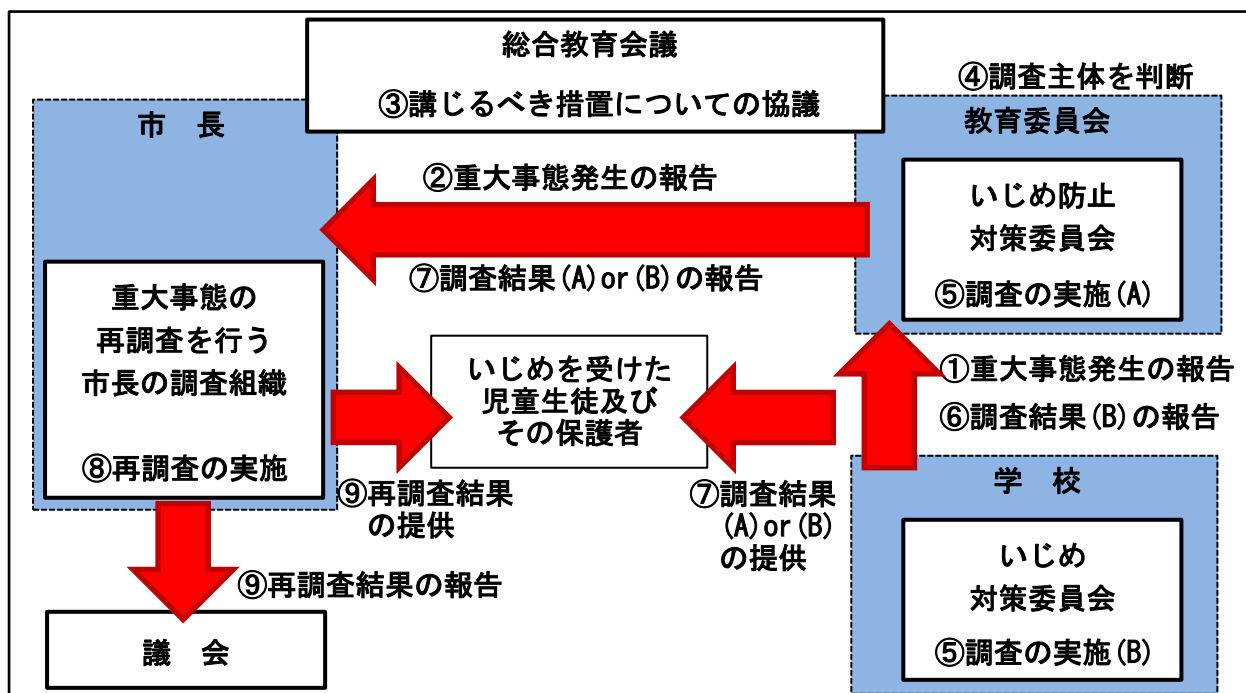 総合教育会議
③講じるべき措置についての協議
④調査主体を判断
市　長
教育委員会
②重大事態発生の報告
いじめ防止
対策委員会
⑤調査の実施(A)
⑦調査結果(A)or(B)の報告
重大事態の
再調査を行う
市長の調査組織
⑧再調査の実施
いじめを受けた
児童生徒及び
その保護者
①重大事態発生の報告
⑥調査結果(B)の報告
⑨再調査結果
の提供
⑦調査結果
(A)or(B)
の提供
学　校
いじめ
対策委員会
⑤調査の実施(B)
⑨再調査結果の報告
議　会